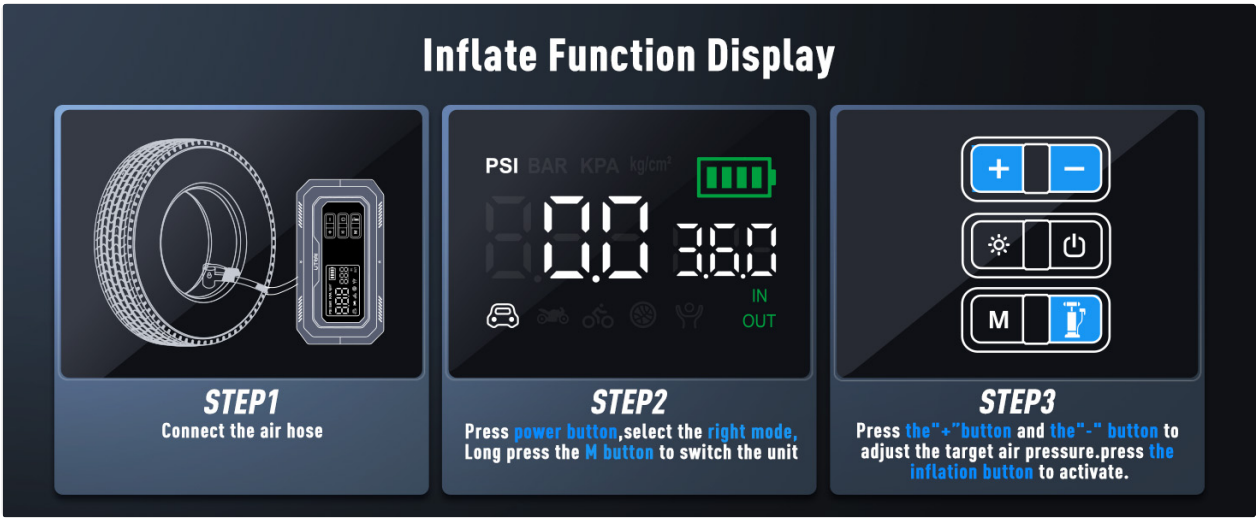 Inflate Function Display
PSI BAR KPA kg/cm²
0.0
36.0
IN
OUT
+ -
M
STEP1
Connect the air hose
STEP2
Press power button,select the right mode,
Long press the M button to switch the unit
STEP3
Press the"+"button and the"-" button to
adjust the target air pressure.press the
inflation button to activate.